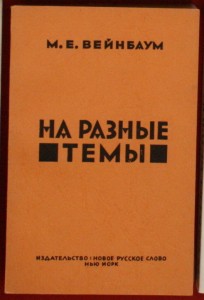 М. Е. ВЕЙНБАУМ
НА РАЗНЫЕ
ТЕМЫ
ИЗДАТЕЛЬСТВО: НОВОЕ РУССКОЕ СЛОВО
НЬЮ ЙОРК